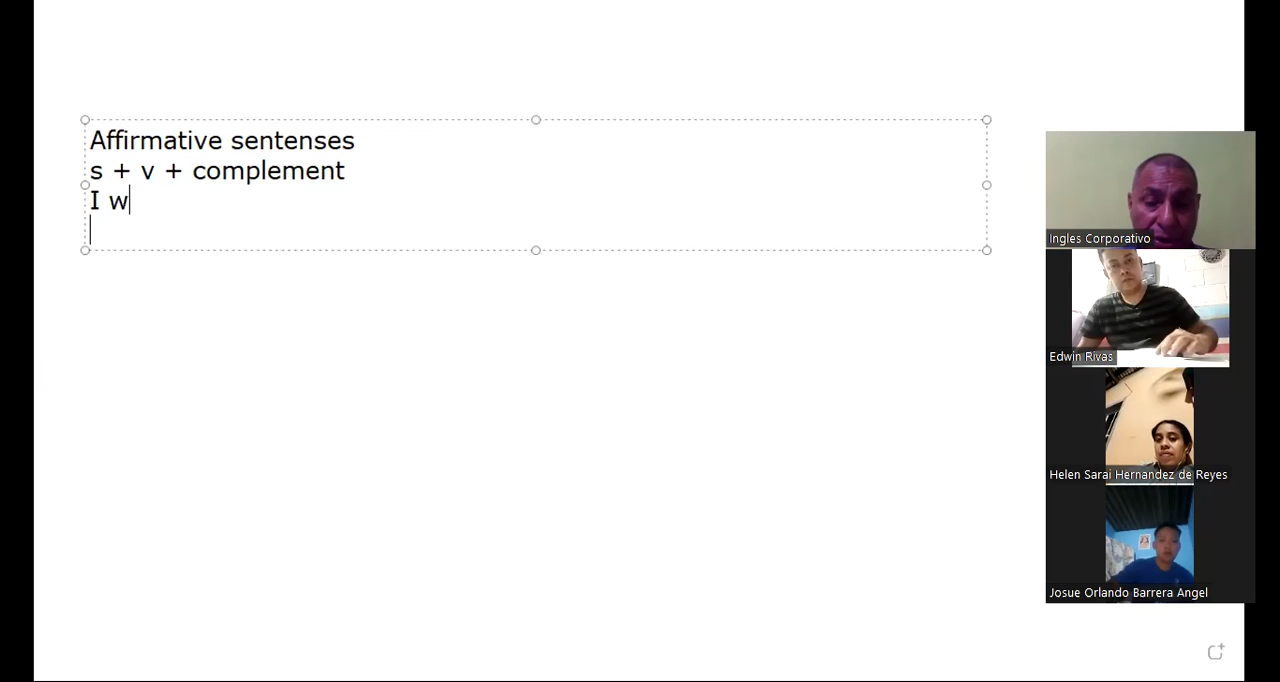 Affirmative sentenses
s + v + complement
I w
Ingles Corporativo
Edwin Rivas
Helen Sarai Hernandez de Reyes
Josue Orlando Barrera Angel